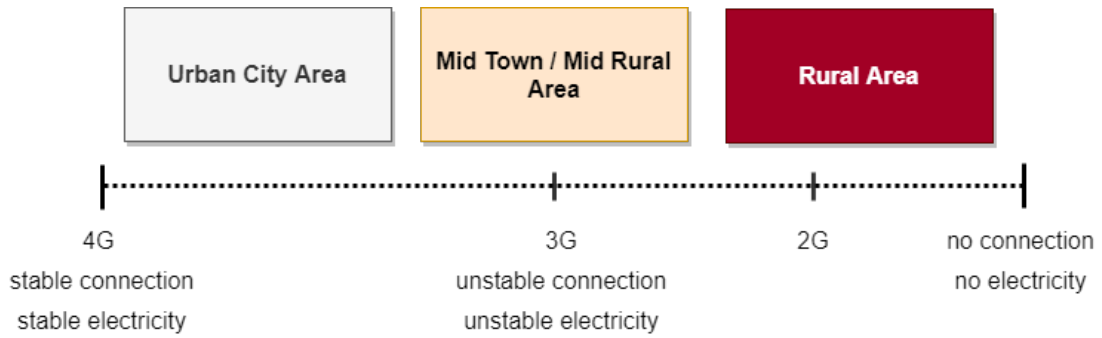 Urban City Area
Mid Town / Mid Rural
Area
Rural Area
4G
3G
2G
no connection
stable connection
unstable connection
no electricity
stable electricity
unstable electricity